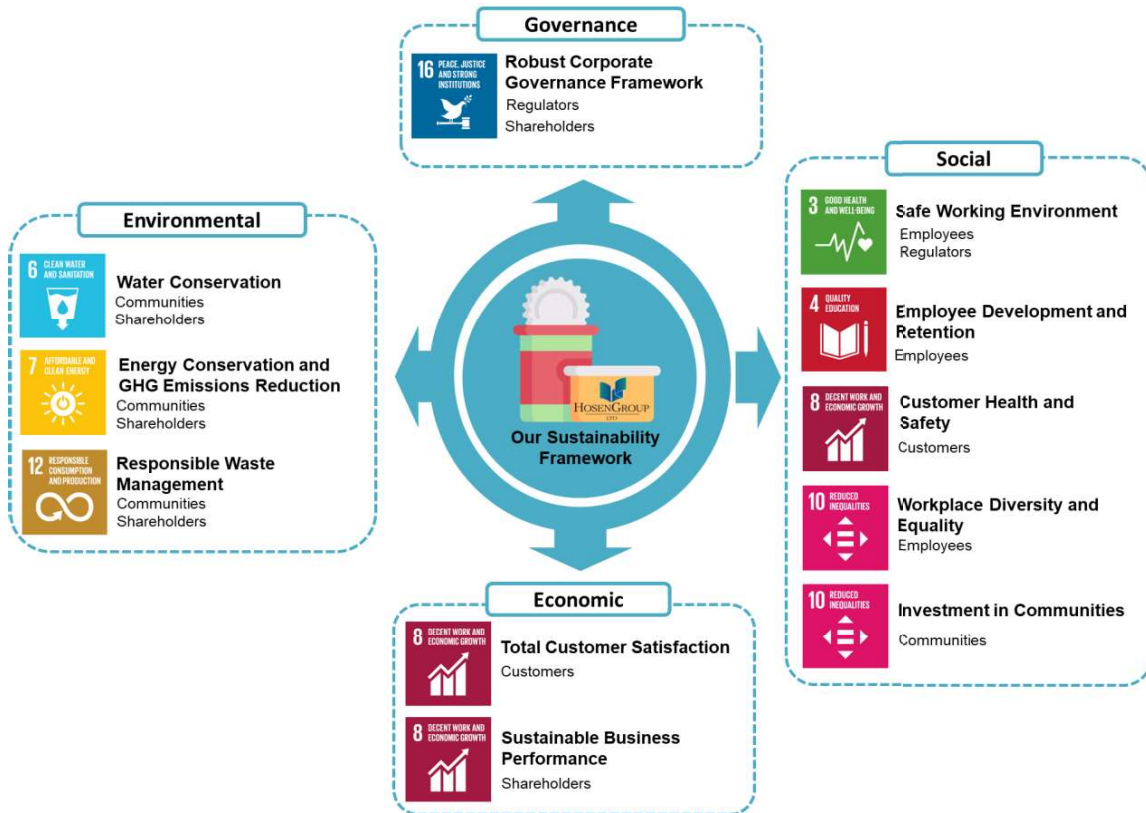 Governance
16 PEACE, JUSTICE
AND STRONG
INSTITUTIONS
Robust Corporate
Governance Framework
Regulators
Shareholders
Environmental
6 CLEAN WATER
AND SANITATION
Water Conservation
Communities
Shareholders
7 AFFORDABLE AND
CLEAN ENERGY
Energy Conservation and
GHG Emissions Reduction
Communities
Shareholders
12 RESPONSIBLE
CONSUMPTION
AND PRODUCTION
Responsible Waste
Management
Communities
Shareholders
HOSENGROUP
LTD
Our Sustainability
Framework
Social
3 GOOD HEALTH
AND WELL-BEING
Safe Working Environment
Employees
Regulators
4 QUALITY
EDUCATION
Employee Development and
Retention
Employees
8 DECENT WORK AND
ECONOMIC GROWTH
Customer Health and
Safety
Customers
10 REDUCED
INEQUALITIES
Workplace Diversity and
Equality
Employees
10 REDUCED
INEQUALITIES
Investment in Communities
Communities
Economic
8 DECENT WORK AND
ECONOMIC GROWTH
Total Customer Satisfaction
Customers
8 DECENT WORK AND
ECONOMIC GROWTH
Sustainable Business
Performance
Shareholders